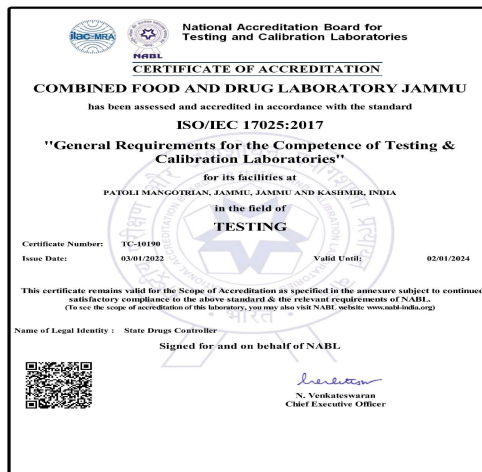 ilac-MRA
NABL
National Accreditation Board for
Testing and Calibration Laboratories
CERTIFICATE OF ACCREDITATION
COMBINED FOOD AND DRUG LABORATORY JAMMU
has been assessed and accredited in accordance with the standard
ISO/IEC 17025:2017
"General Requirements for the Competence of Testing &
Calibration Laboratories"
for its facilities at
PATOLI MANGOTRIAN, JAMMU, JAMMU AND KASHMIR, INDIA
in the field of
TESTING
Certificate Number: TC-10190
Issue Date: 03/01/2022 Valid Until: 02/01/2024
This certificate remains valid for the Scope of Accreditation as specified in the annexure subject to continued
satisfactory compliance to the above standard & the relevant requirements of NABL.
(To see the scope of accreditation of this laboratory, you may also visit NABL website www.nabl-india.org)
Name of Legal Identity : State Drugs Controller
Signed for and on behalf of NABL
N. Venkateswaran
Chief Executive Officer